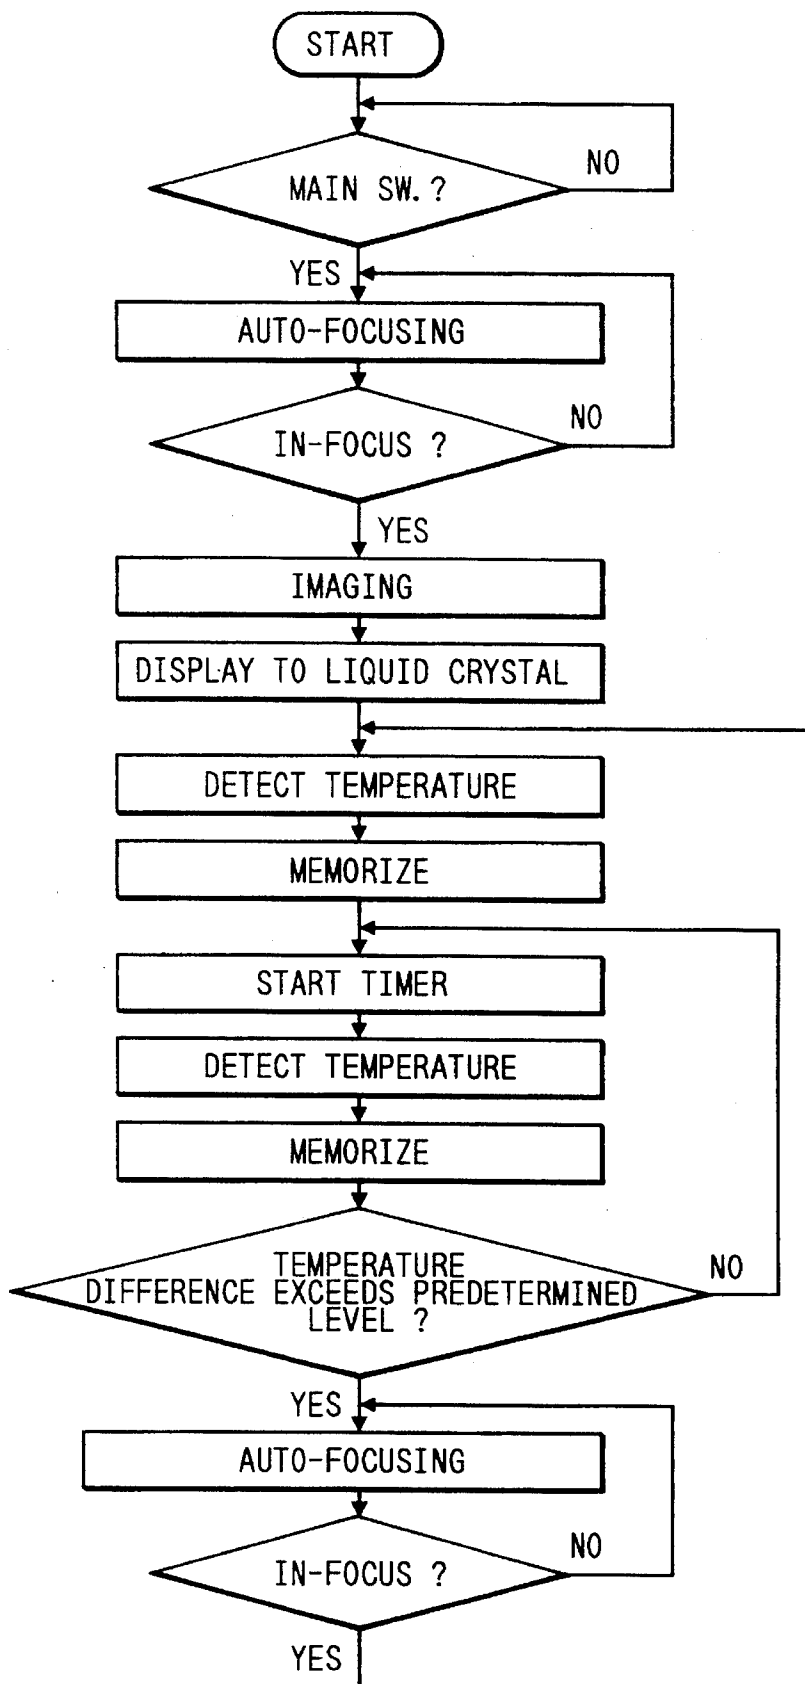 START
NO
MAIN SW. ?
YES
AUTO-FOCUSING
NO
IN-FOCUS ?
YES
IMAGING
DISPLAY TO LIQUID CRYSTAL
DETECT TEMPERATURE
MEMORIZE
START TIMER
DETECT TEMPERATURE
MEMORIZE
TEMPERATURE
NO
DIFFERENCE EXCEEDS PREDETERMINED
LEVEL ?
YES
AUTO-FOCUSING
NO
IN-FOCUS ?
YES